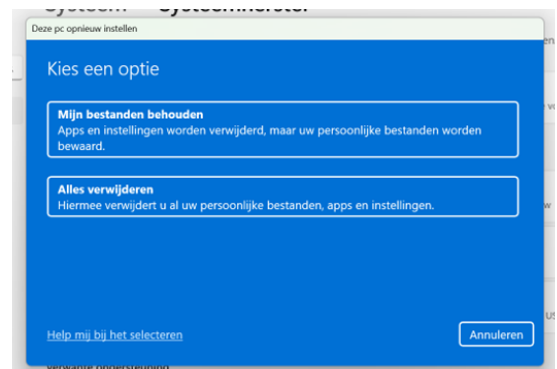 Deze pc opnieuw instellen
Kies een optie
Mijn bestanden behouden
Apps en instellingen worden verwijderd, maar uw persoonlijke bestanden worden
bewaard.
Alles verwijderen
Hiermee verwijdert u al uw persoonlijke bestanden, apps en instellingen.
Help mij bij het selecteren
Annuleren